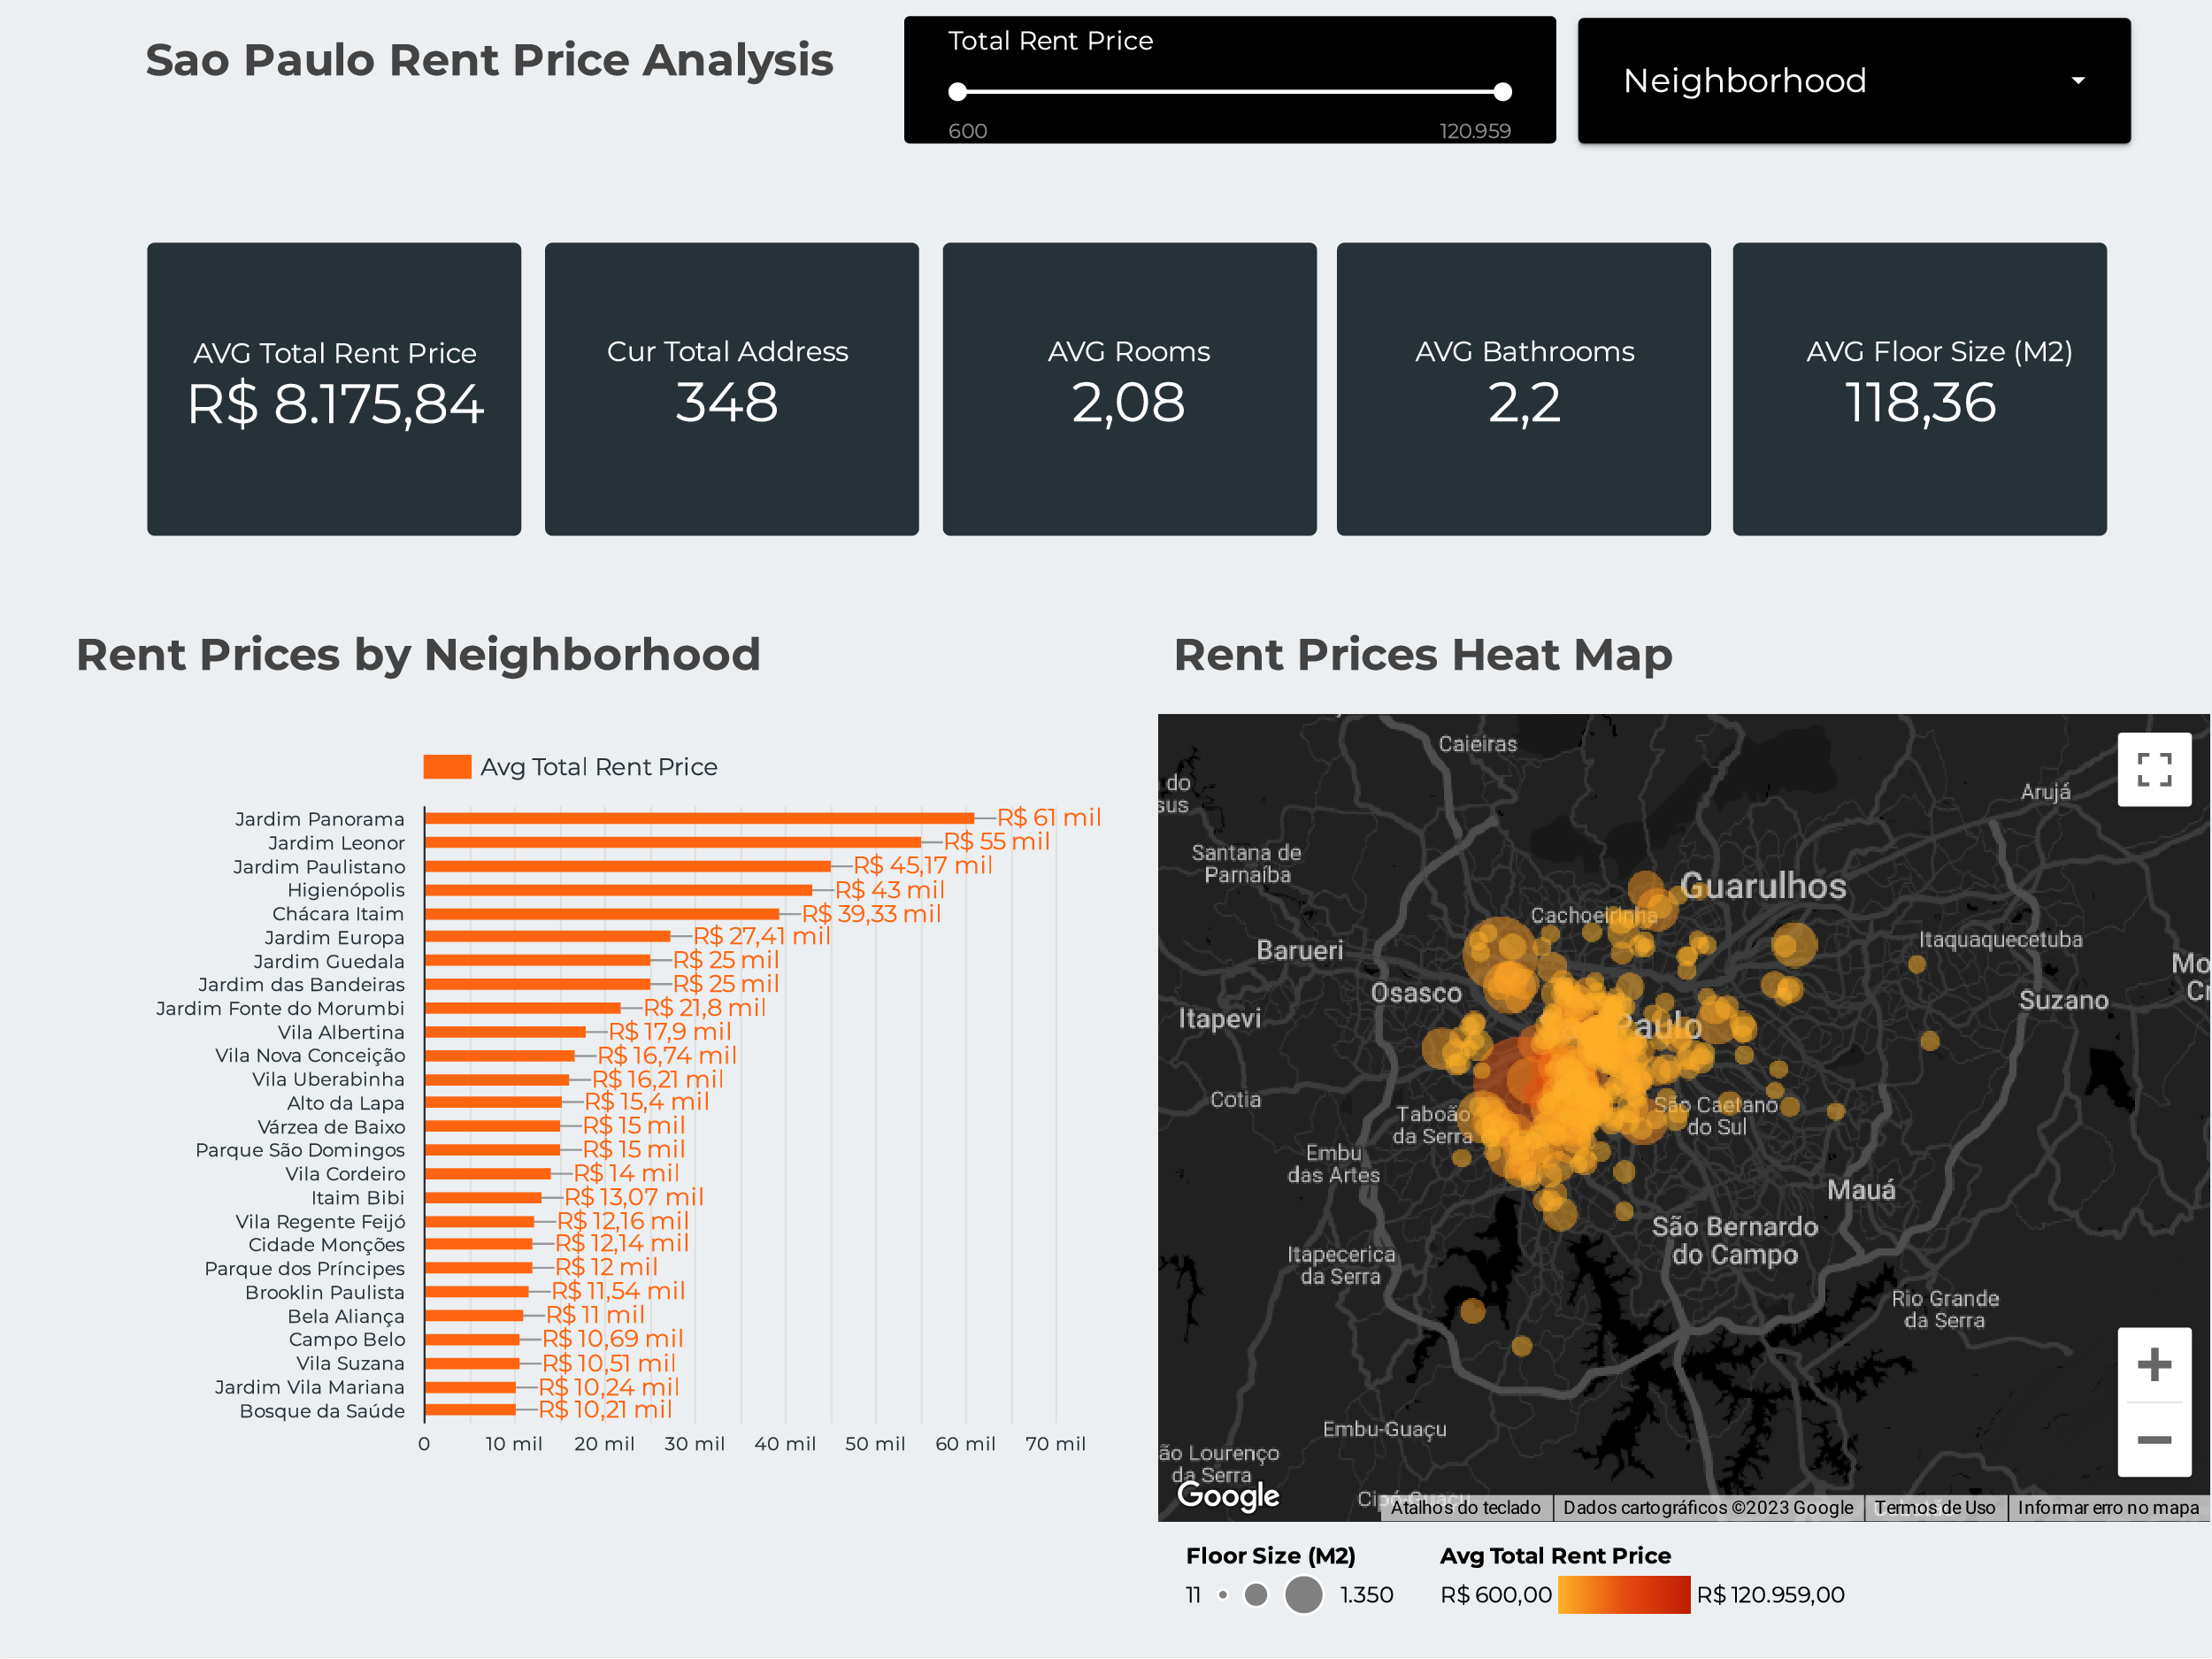 Sao Paulo Rent Price Analysis
Total Rent Price
600
120.959
Neighborhood
AVG Total Rent Price
R$ 8.175,84
Cur Total Address
348
AVG Rooms
2,08
AVG Bathrooms
2,2
AVG Floor Size (M2)
118,36
Rent Prices by Neighborhood
Avg Total Rent Price
Jardim Panorama R$ 61 mil
Jardim Leonor R$ 55 mil
Jardim Paulistano R$ 45,17 mil
Higienópolis R$ 43 mil
Chácara Itaim R$ 39,33 mil
Jardim Europa R$ 27,41 mil
Jardim Guedala R$ 25 mil
Jardim das Bandeiras R$ 25 mil
Jardim Fonte do Morumbi R$ 21,8 mil
Vila Albertina R$ 17,9 mil
Vila Nova Conceição R$ 16,74 mil
Vila Uberabinha R$ 16,21 mil
Alto da Lapa R$ 15,4 mil
Várzea de Baixo R$ 15 mil
Parque São Domingos R$ 15 mil
Vila Cordeiro R$ 14 mil
Itaim Bibi R$ 13,07 mil
Vila Regente Feijó R$ 12,16 mil
Cidade Monções R$ 12,14 mil
Parque dos Príncipes R$ 12 mil
Brooklin Paulista R$ 11,54 mil
Bela Aliança R$ 11 mil
Campo Belo R$ 10,69 mil
Vila Suzana R$ 10,51 mil
Jardim Vila Mariana R$ 10,24 mil
Bosque da Saúde R$ 10,21 mil
0 10 mil 20 mil 30 mil 40 mil 50 mil 60 mil 70 mil
Rent Prices Heat Map
Caieiras
do
sus
Arujá
Santana de
Parnaíba
Guarulhos
Cachoeirinha
Barueri
Itaquaquecetuba
Mo
Cr
Osasco
Suzano
Itapevi
Paulo
Cotia
Taboão
da Serra
São Caetano
do Sul
Embu
das Artes
Mauá
São Bernardo
do Campo
Itapecerica
da Serra
Rio Grande
da Serra
Embu-Guaçu
ão Lourenço
da Serra
Google
Cipó-Guaçu
Atalhos do teclado
Dados cartográficos ©2023 Google
Termos de Uso
Informar erro no mapa
Floor Size (M2)
11
1.350
Avg Total Rent Price
R$ 600,00
R$ 120.959,00